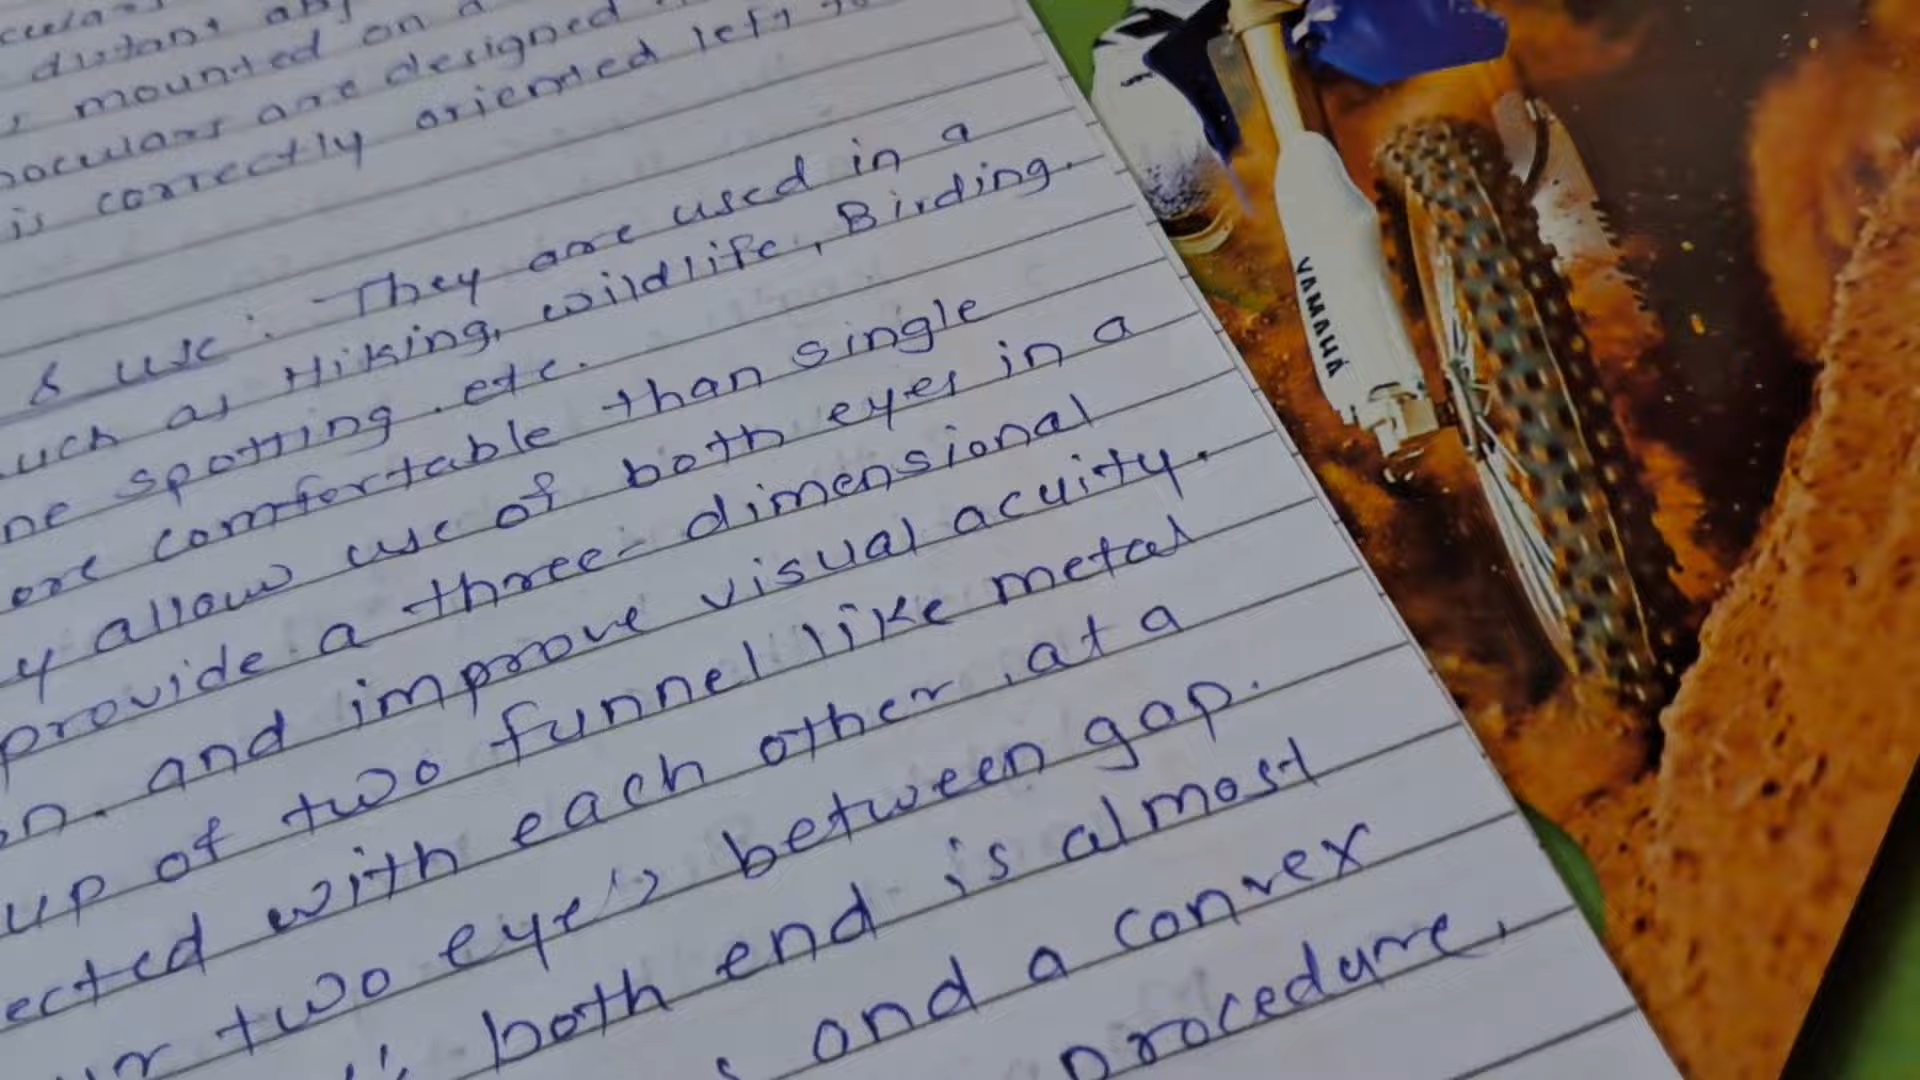 distant
mounted on a
are designed
is correctly oriented left to
& use : They are used in a
such as Hiking, wildlife, Birding.
spotting etc.
comfortable than single
allow use of both eyes in a
provide a three-dimensional
and improve visual acuity.
up of two funnel like metal
with each other, at a
two eye's between gap.
both end is almost
and a convex
procedure,
YAMAHA